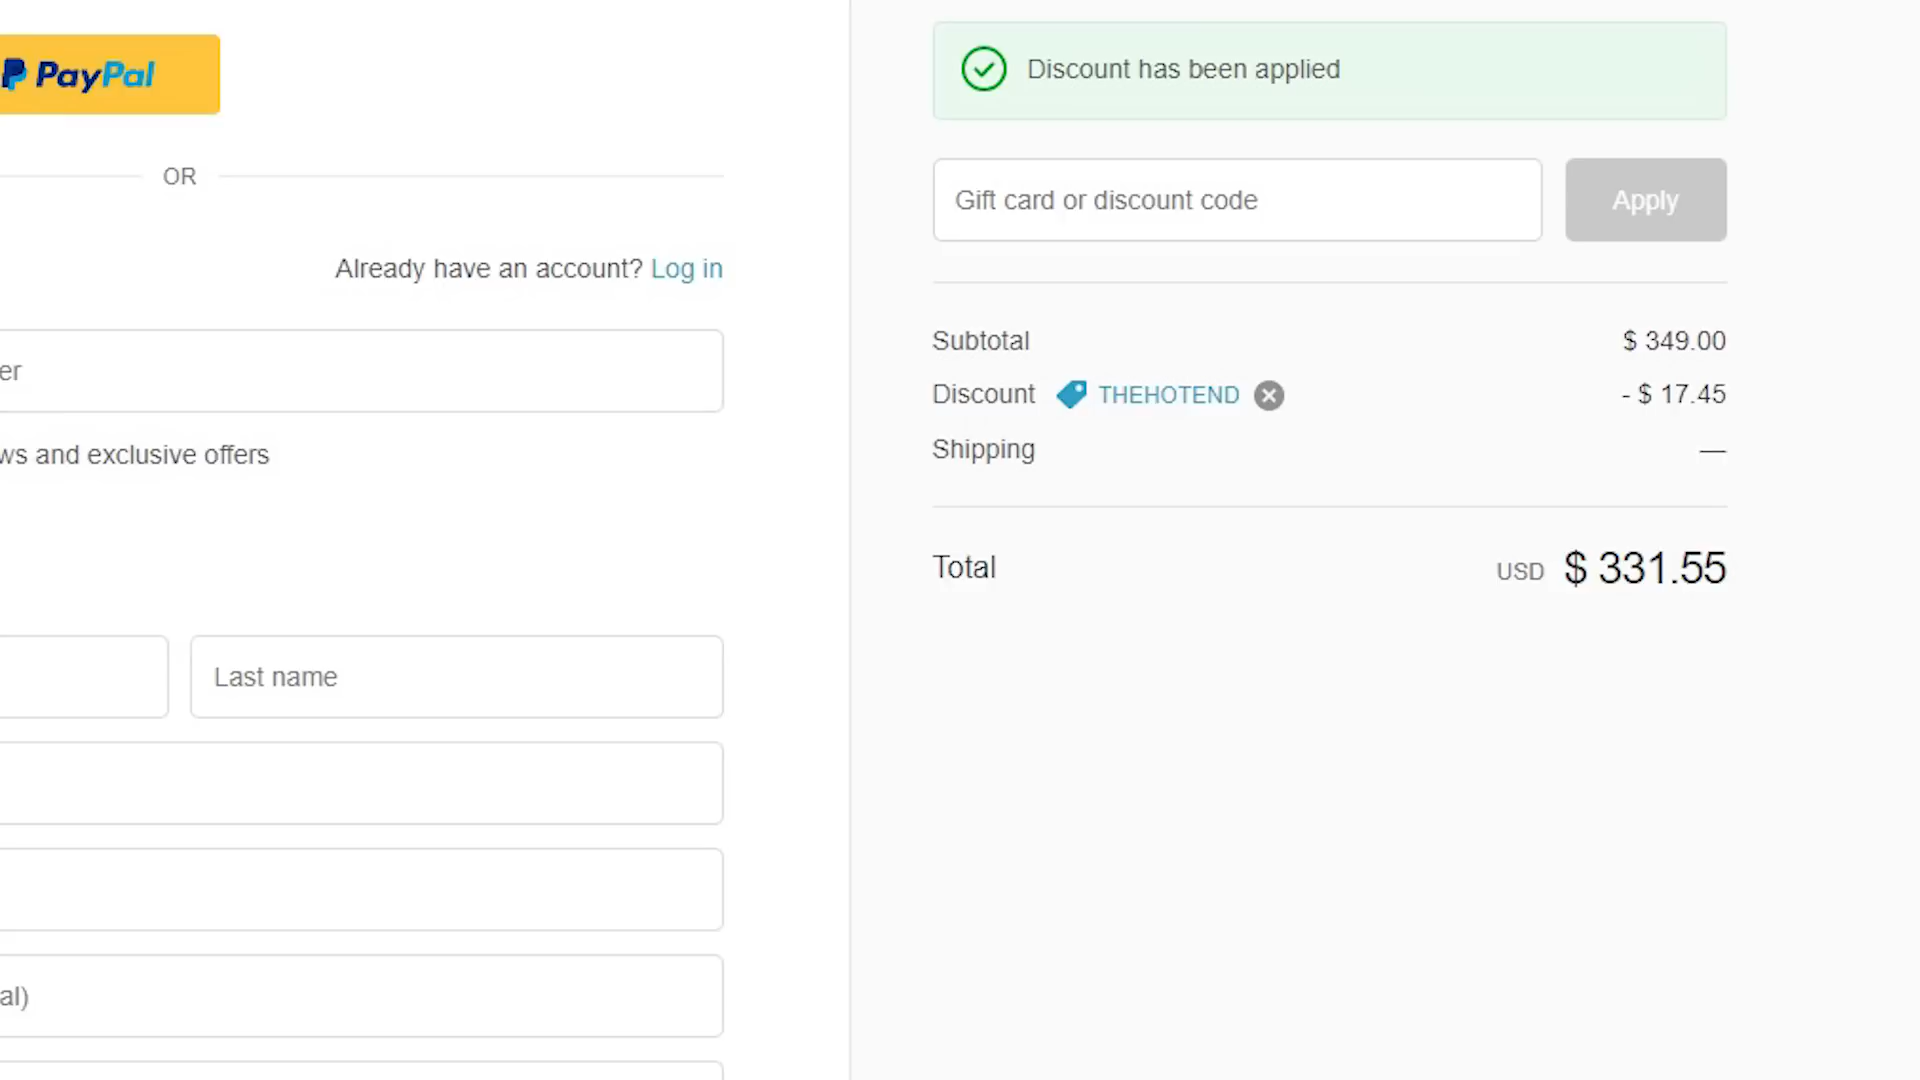 PayPal
OR
Already have an account? Log in
er
ws and exclusive offers
Last name
al)
Discount has been applied
Gift card or discount code
Apply
Subtotal $ 349.00
Discount THEHOTEND - $ 17.45
Shipping —
Total USD $ 331.55